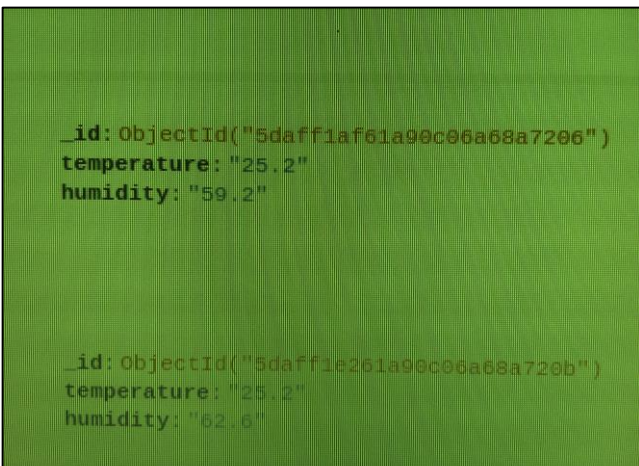 _id: ObjectId("5daff1af61a90c06a68a7206")
temperature: "25.2"
humidity: "59.2"
_id: ObjectId("5daff1e261a90c06a68a720b")
temperature: "25.2"
humidity: "62.6"